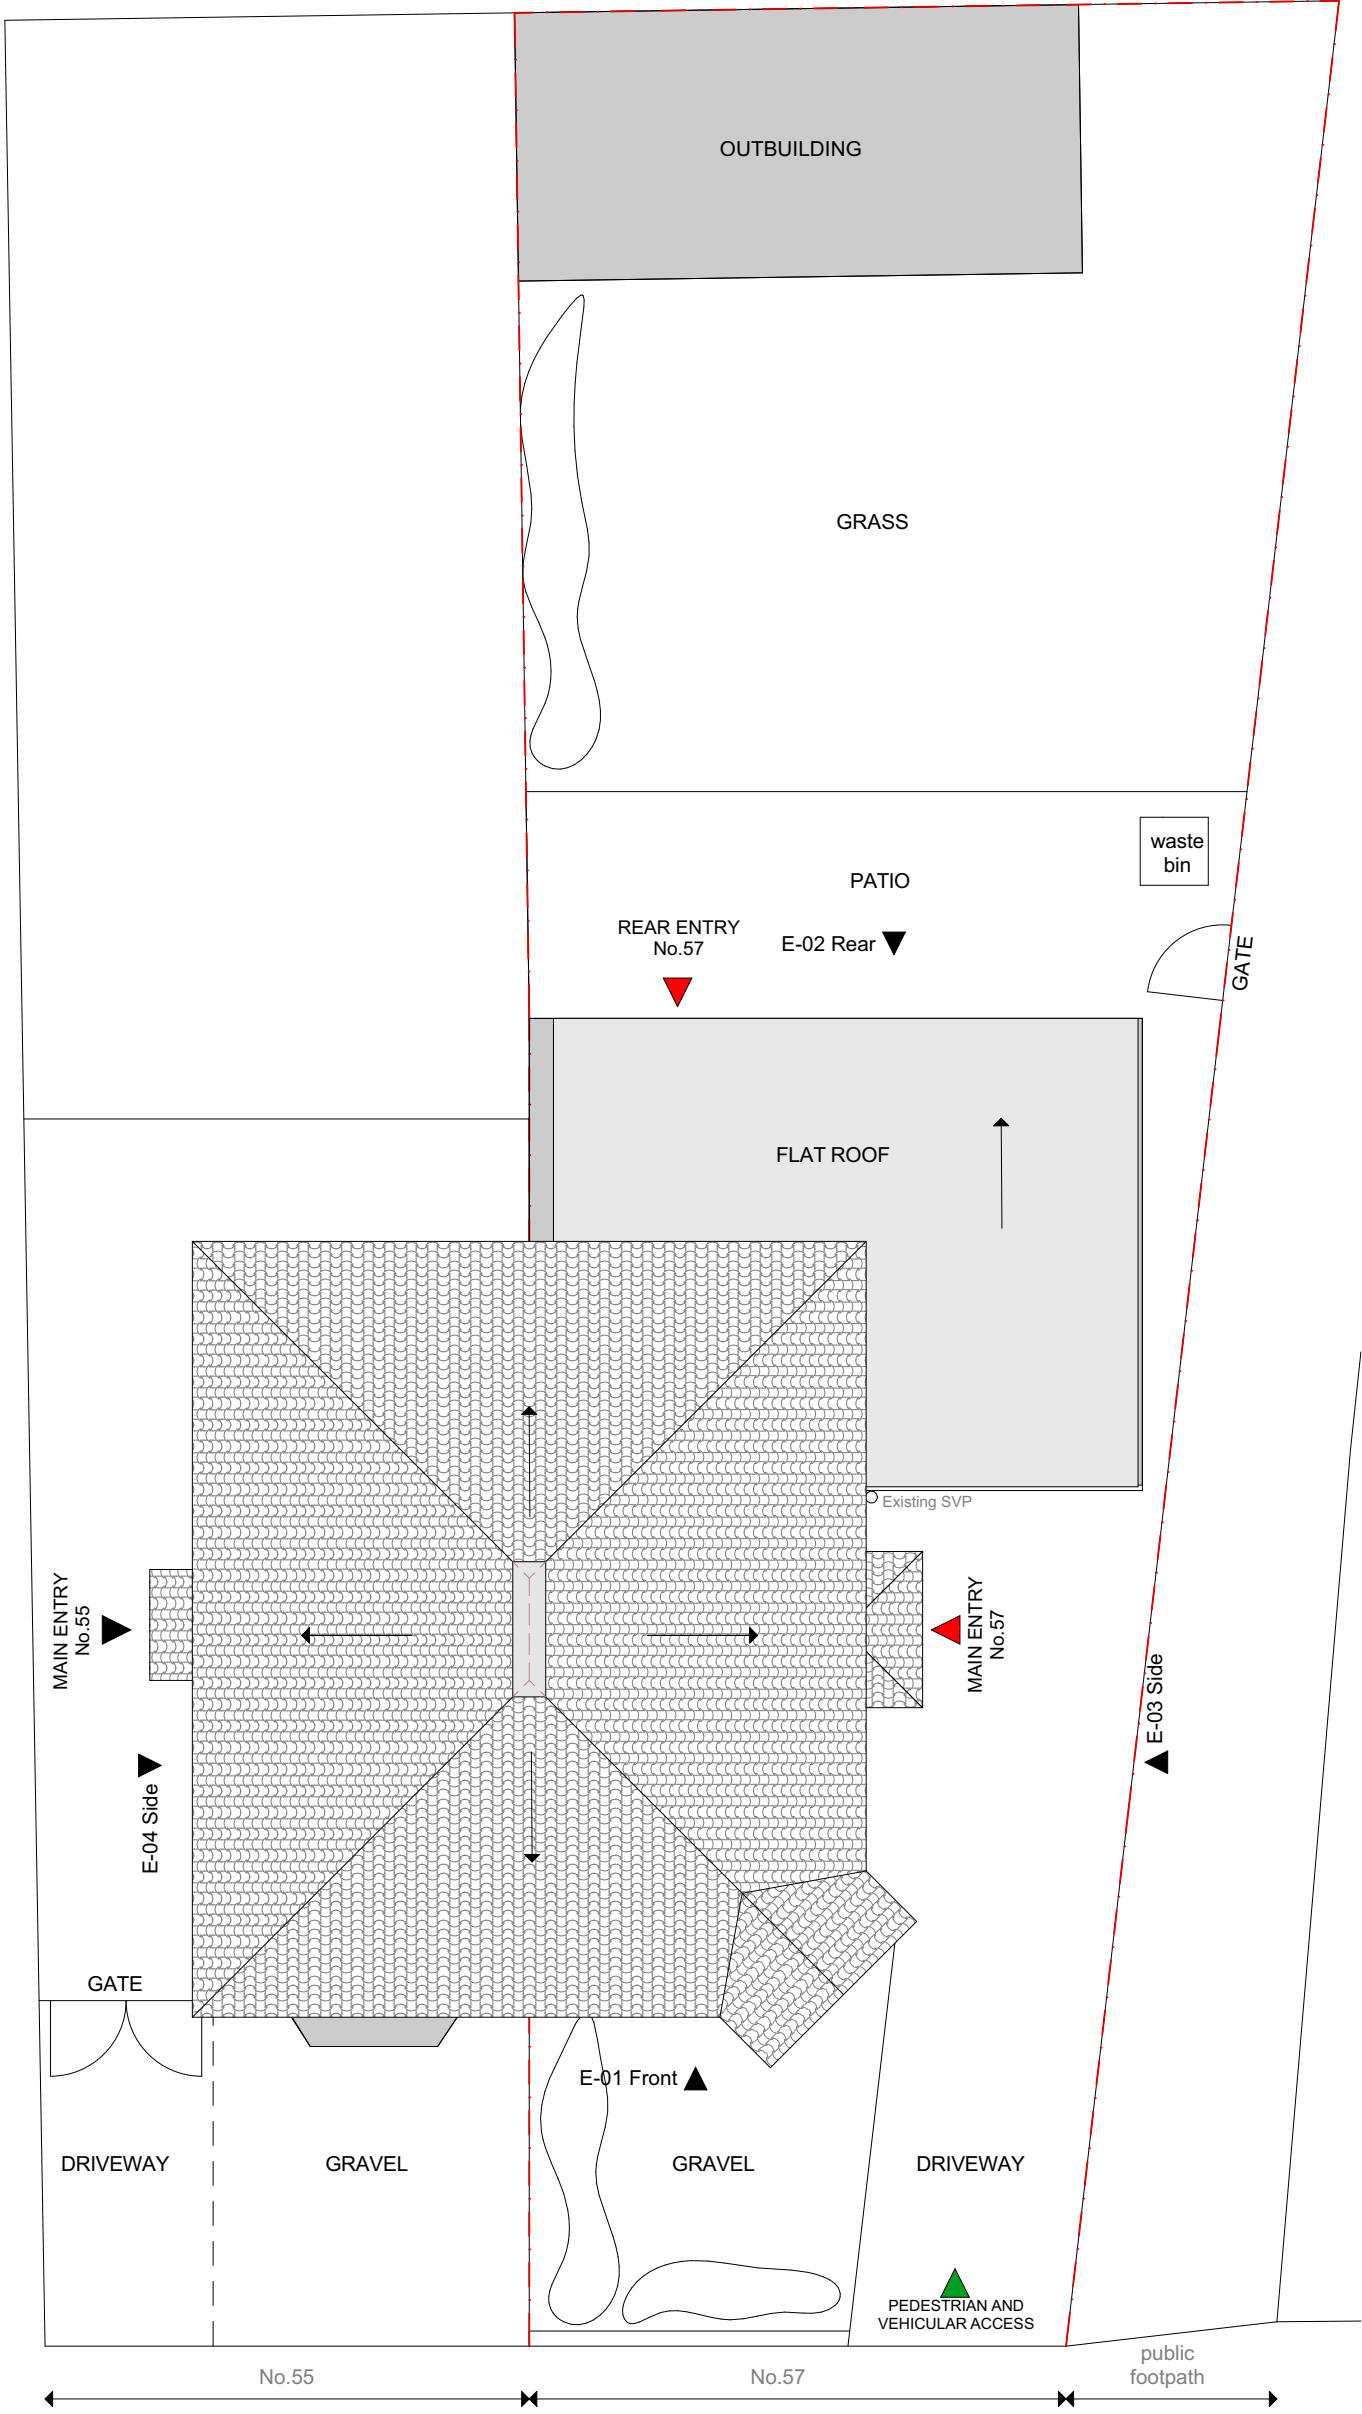 OUTBUILDING
GRASS
waste
bin
PATIO
REAR ENTRY
No.57
E-02 Rear
GATE
FLAT ROOF
Existing SVP
MAIN ENTRY
No.55
MAIN ENTRY
No.57
E-03 Side
E-04 Side
GATE
E-01 Front
DRIVEWAY
GRAVEL
GRAVEL
DRIVEWAY
PEDESTRIAN AND
VEHICULAR ACCESS
No.55
No.57
public
footpath